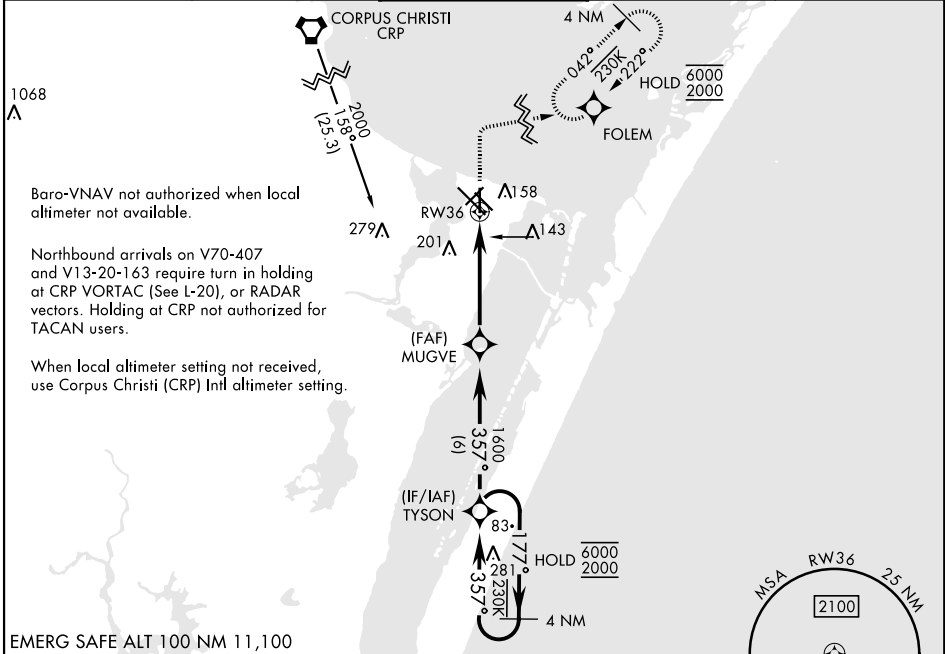 CORPUS CHRISTI
CRP
4 NM
042°
230K
222°
HOLD 6000
2000
FOLEM
1068
2000
158°
(25.3)
Baro-VNAV not authorized when local
altimeter not available.
RW36
158
279
201
143
Northbound arrivals on V70-407
and V13-20-163 require turn in holding
at CRP VORTAC (See L-20), or RADAR
vectors. Holding at CRP not authorized for
TACAN users.
(FAF)
MUGVE
When local altimeter setting not received,
use Corpus Christi (CRP) Intl altimeter setting.
1600
357°
(6)
(IF/IAF)
TYSON
83
177°
281
HOLD 6000
2000
357°
230K
4 NM
MSA RW36 25 NM
2100
EMERG SAFE ALT 100 NM 11,100